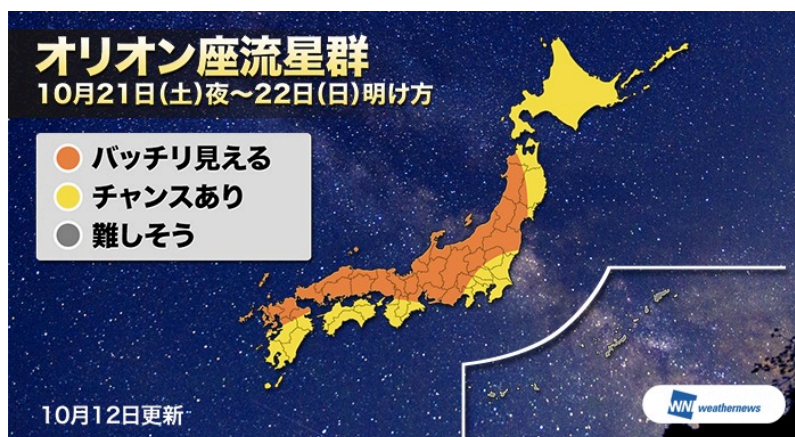 オリオン座流星群
10月21日(土)夜〜22日(日)明け方
バッチリ見える
チャンスあり
難しそう
10月12日更新
WNI weathernews